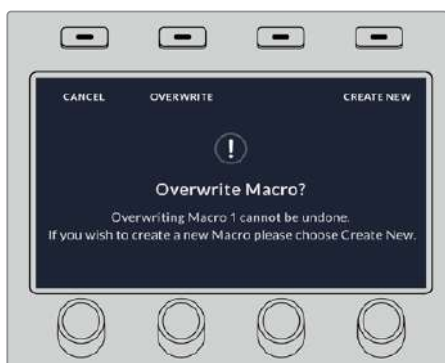 CANCEL OVERWRITE CREATE NEW
!
Overwrite Macro?
Overwriting Macro 1 cannot be undone.
If you wish to create a new Macro please choose Create New.